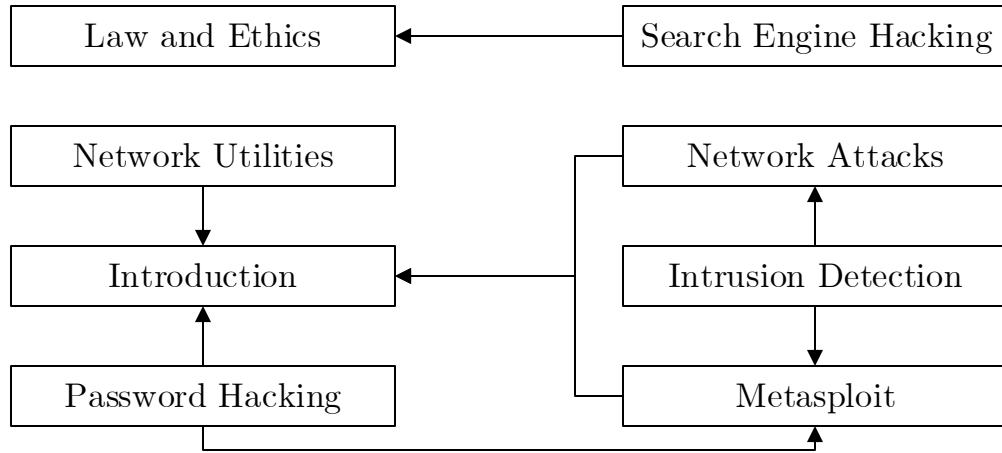 Law and Ethics
Search Engine Hacking
Network Utilities
Network Attacks
Introduction
Intrusion Detection
Password Hacking
Metasploit